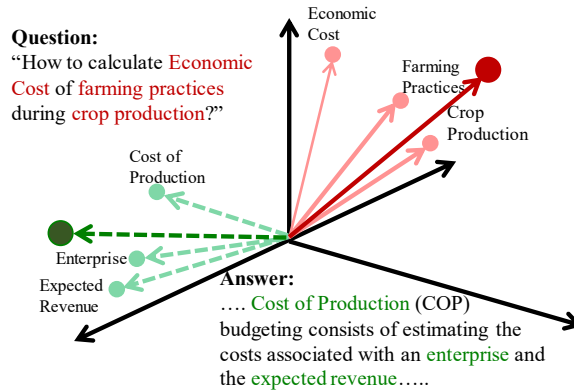 Question:
“How to calculate Economic
Cost of farming practices
during crop production?”
Economic
Cost
Farming
Practices
Crop
Production
Cost of
Production
Enterprise
Expected
Revenue
Answer:
…. Cost of Production (COP)
budgeting consists of estimating the
costs associated with an enterprise and
the expected revenue…..